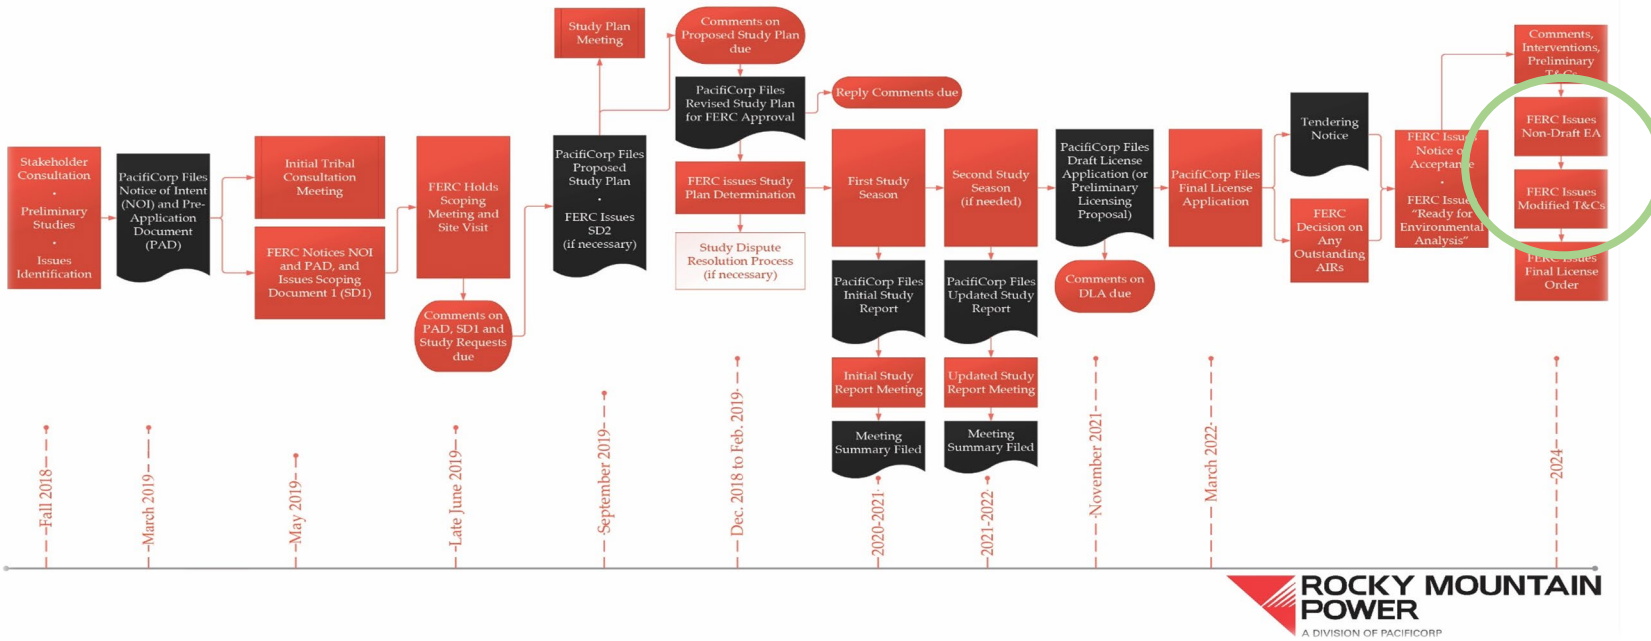 Stakeholder
Consultation
•
Preliminary
Studies
•
Issues
Identification
PacifiCorp Files
Notice of Intent
(NOI) and Pre-
Application
Document
(PAD)
Initial Tribal
Consultation
Meeting
FERC Notices NOI
and PAD, and
Issues Scoping
Document 1 (SD1)
FERC Holds
Scoping
Meeting and
Site Visit
Comments on
PAD, SD1 and
Study Requests
due
Study Plan
Meeting
PacifiCorp Files
Proposed
Study Plan
•
FERC Issues
SD2
(if necessary)
Comments on
Proposed Study Plan
due
PacifiCorp Files
Revised Study Plan
for FERC Approval
Reply Comments due
FERC issues Study
Plan Determination
Study Dispute
Resolution Process
(if necessary)
First Study
Season
PacifiCorp Files
Initial Study
Report
Initial Study
Report Meeting
Meeting
Summary Filed
Second Study
Season
(if needed)
PacifiCorp Files
Updated Study
Report
Updated Study
Report Meeting
Meeting
Summary Filed
PacifiCorp Files
Draft License
Application (or
Preliminary
Licensing
Proposal)
Comments on
DLA due
PacifiCorp Files
Final License
Application
Tendering
Notice
FERC
Decision on
Any
Outstanding
AIRs
FERC Issues
Notice of
Acceptance
•
FERC Issues
“Ready for
Environmental
Analysis”
Comments,
Interventions,
Preliminary
T&Cs
FERC Issues
Non-Draft EA
FERC Issues
Modified T&Cs
FERC Issues
Final License
Order
Fall 2018
March 2019
May 2019
Late June 2019
September 2019
Dec. 2018 to Feb. 2019
2020-2021
2021-2022
November 2021
March 2022
2024
ROCKY MOUNTAIN
POWER
A DIVISION OF PACIFICORP